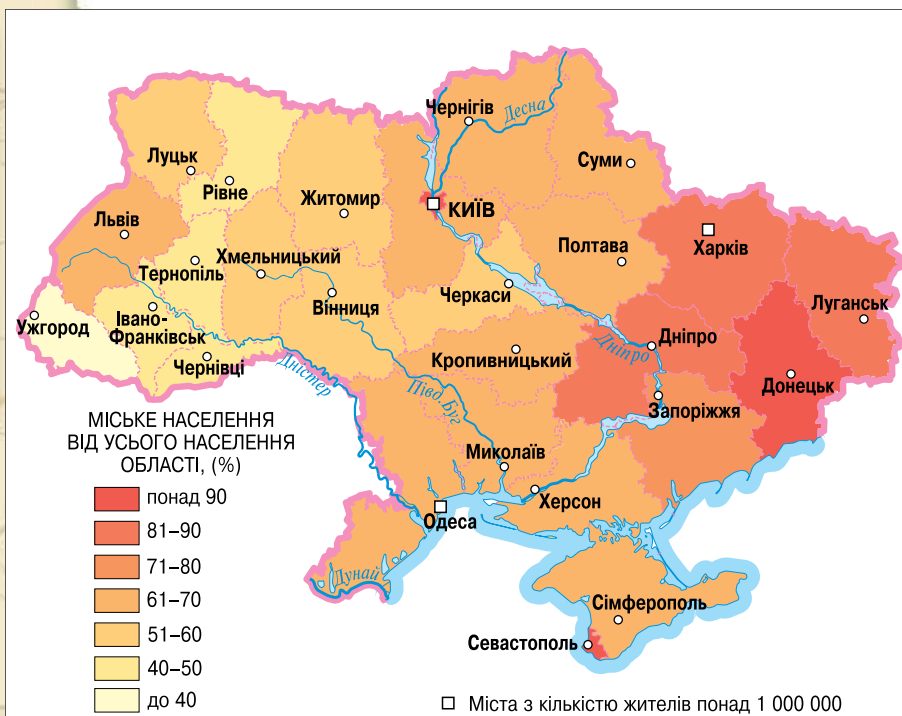 Чернігів
Десна
Луцьк
Суми
Рівне
Житомир
КИЇВ
Львів
Полтава
Харків
Хмельницький
Тернопіль
Черкаси
Вінниця
Луганськ
Ужгород
Івано-
Франківськ
Дніпро
Дніпро
Кропивницький
Чернівці
Дністер
Донецьк
Півд. Буг
Запоріжжя
МІСЬКЕ НАСЕЛЕННЯ
ВІД УСЬОГО НАСЕЛЕННЯ
ОБЛАСТІ, (%)
Миколаїв
понад 90
Херсон
Одеса
81–90
71–80
Дунай
61–70
Сімферополь
51–60
Севастополь
40–50
до 40
Міста з кількістю жителів понад 1 000 000